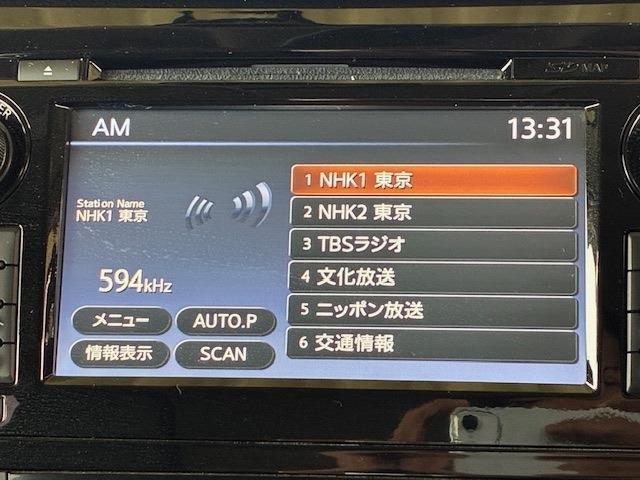 SD NAVI
AM
13:31
Station Name
NHK1 東京
594kHz
メニュー
AUTO.P
情報表示
SCAN
1 NHK1 東京
2 NHK2 東京
3 TBSラジオ
4 文化放送
5 ニッポン放送
6 交通情報